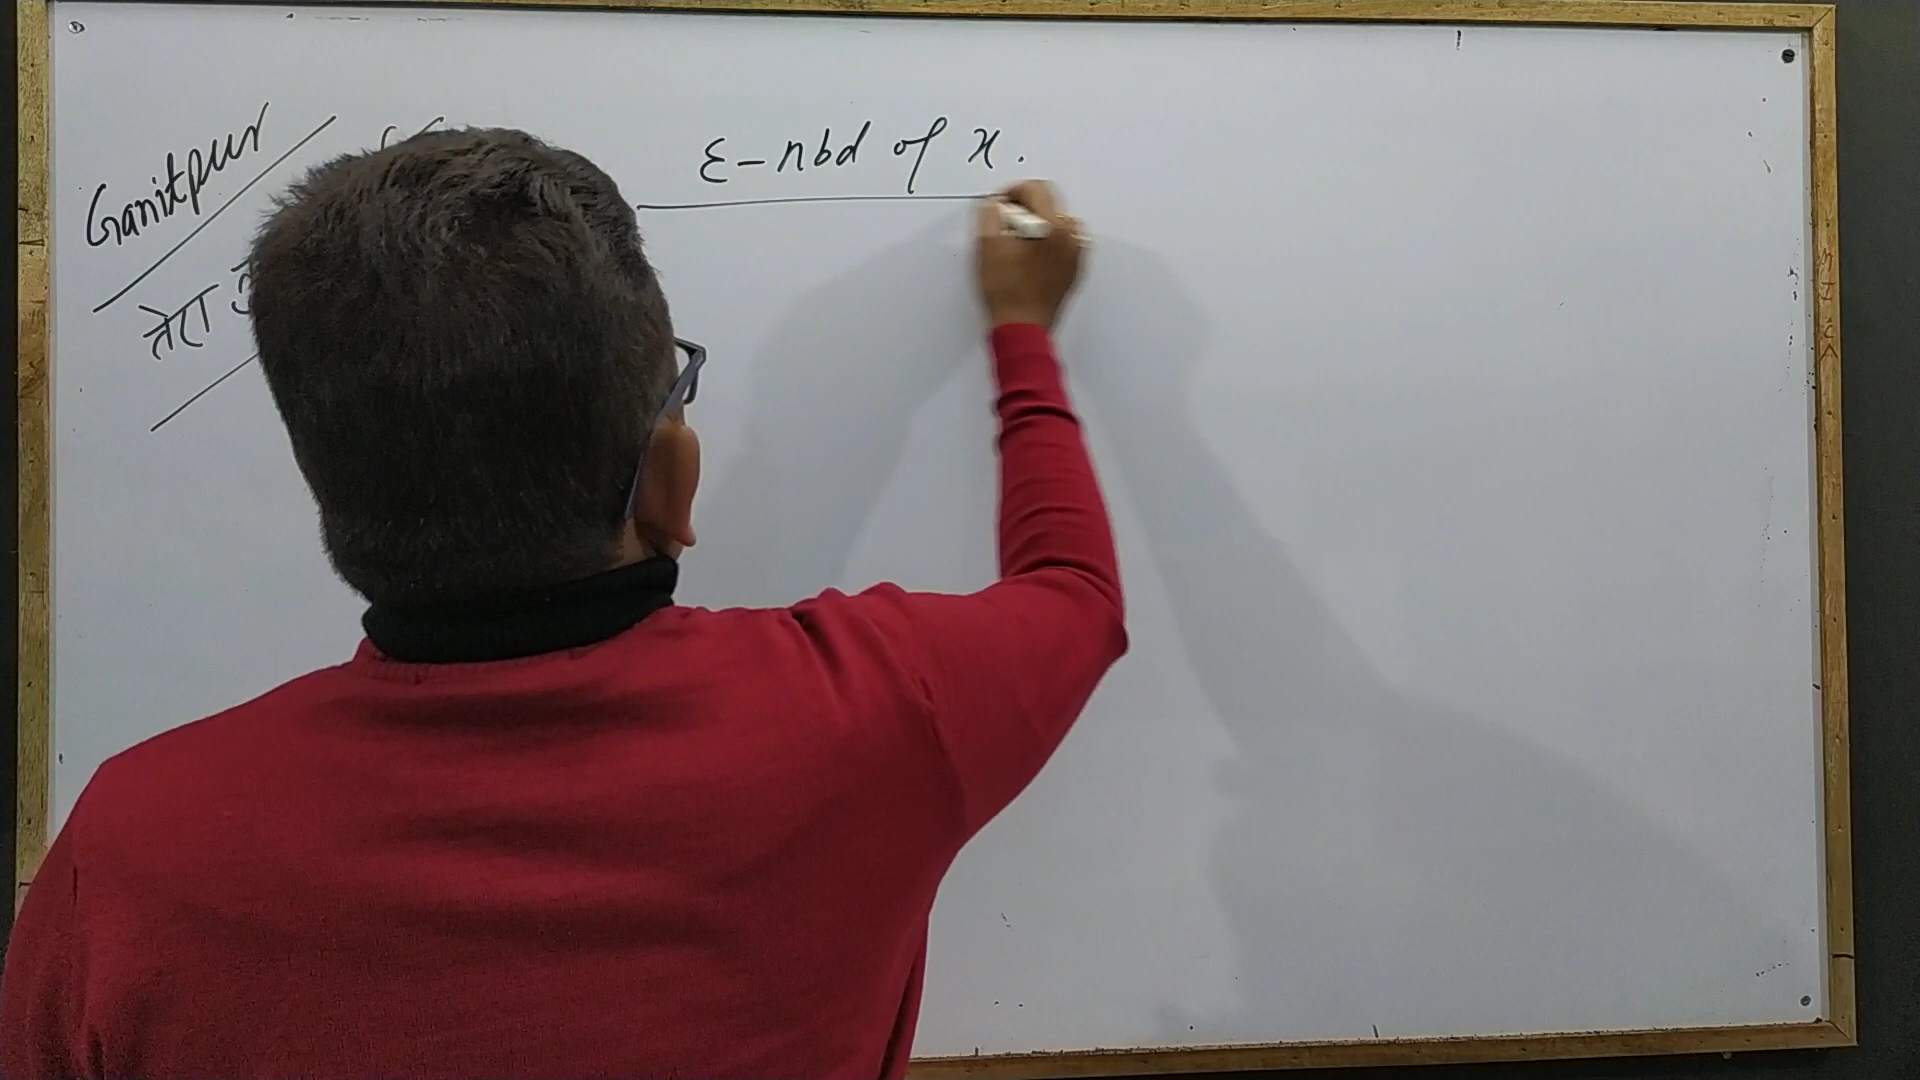 Ganitpur
तेरा
ε-nbd of x.